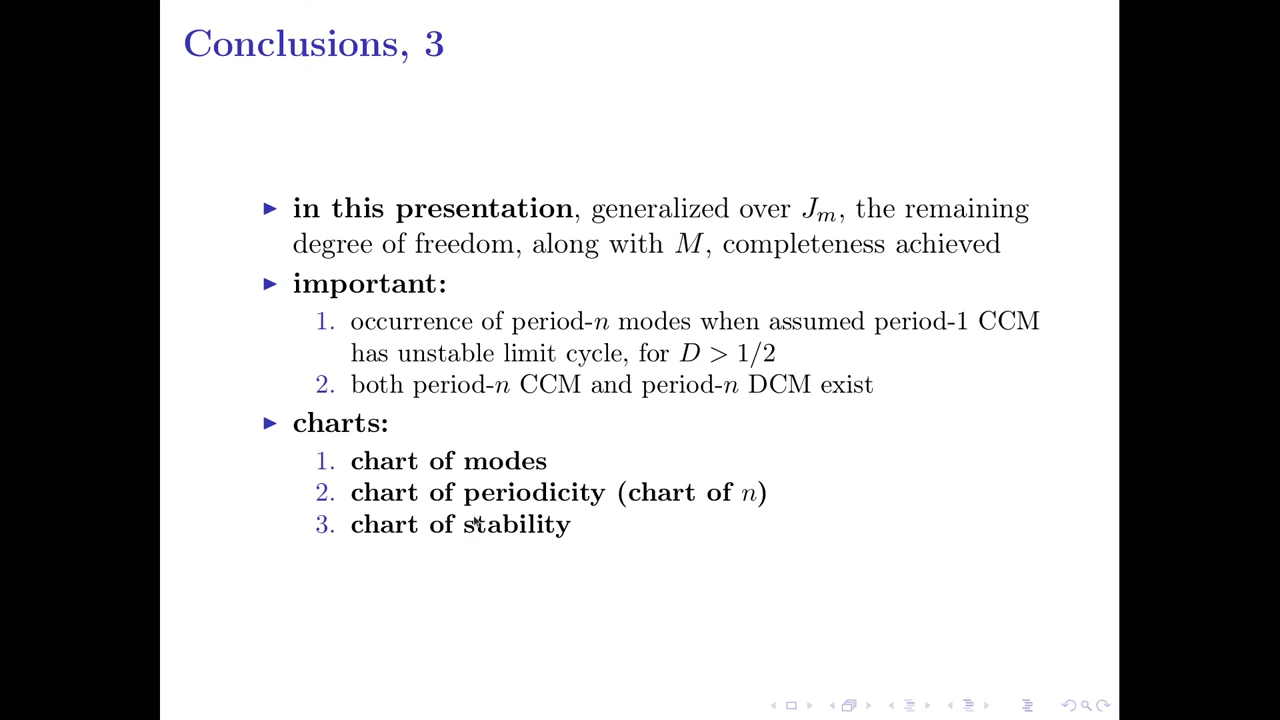 Conclusions, 3
▶ in this presentation, generalized over Jₘ, the remaining
degree of freedom, along with M, completeness achieved
▶ important:
1. occurrence of period-n modes when assumed period-1 CCM
has unstable limit cycle, for D > 1/2
2. both period-n CCM and period-n DCM exist
▶ charts:
1. chart of modes
2. chart of periodicity (chart of n)
3. chart of stability